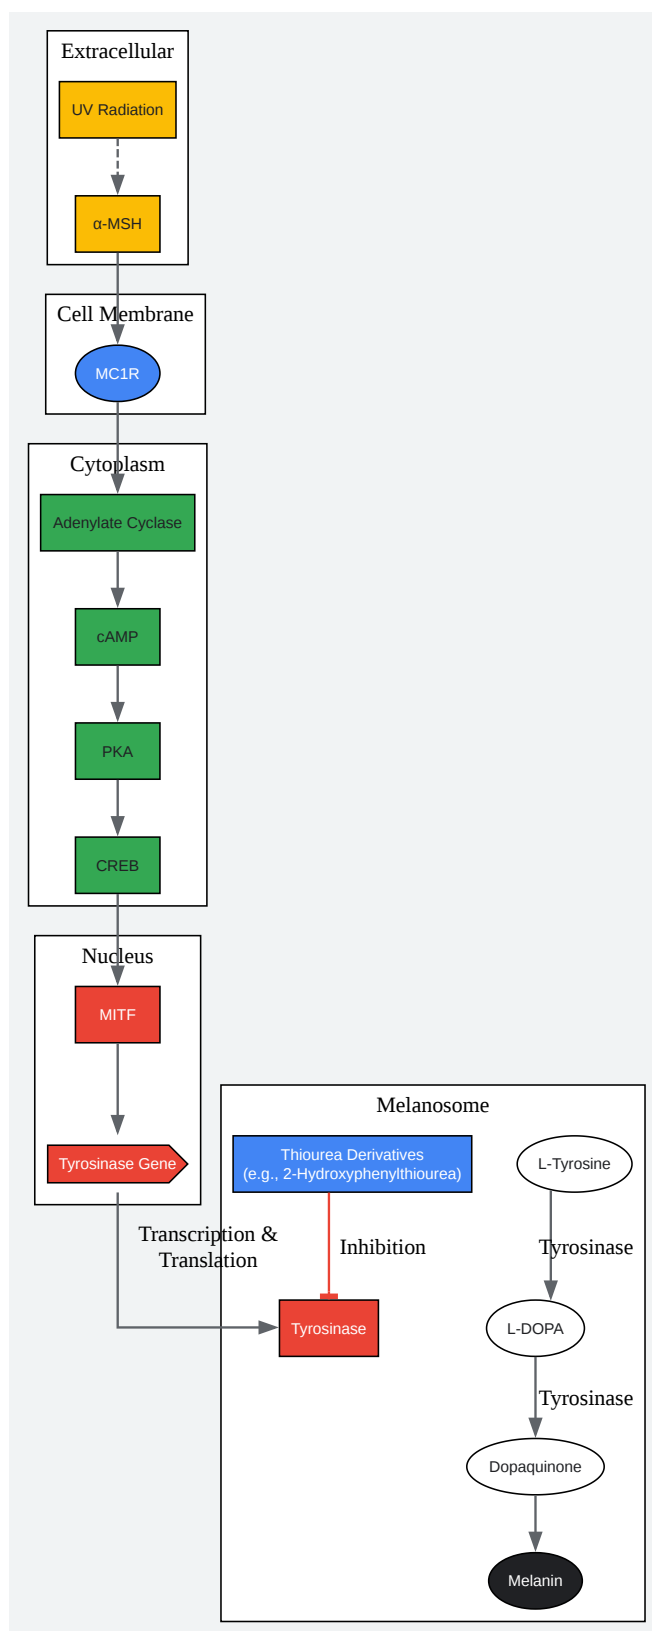 Extracellular
UV Radiation
α-MSH
Cell Membrane
MC1R
Cytoplasm
Adenylate Cyclase
cAMP
PKA
CREB
Nucleus
MITF
Tyrosinase Gene
Transcription &
Translation
Melanosome
Thiourea Derivatives
(e.g., 2-Hydroxyphenylthiourea)
Inhibition
Tyrosinase
L-Tyrosine
Tyrosinase
L-DOPA
Tyrosinase
Dopaquinone
Melanin